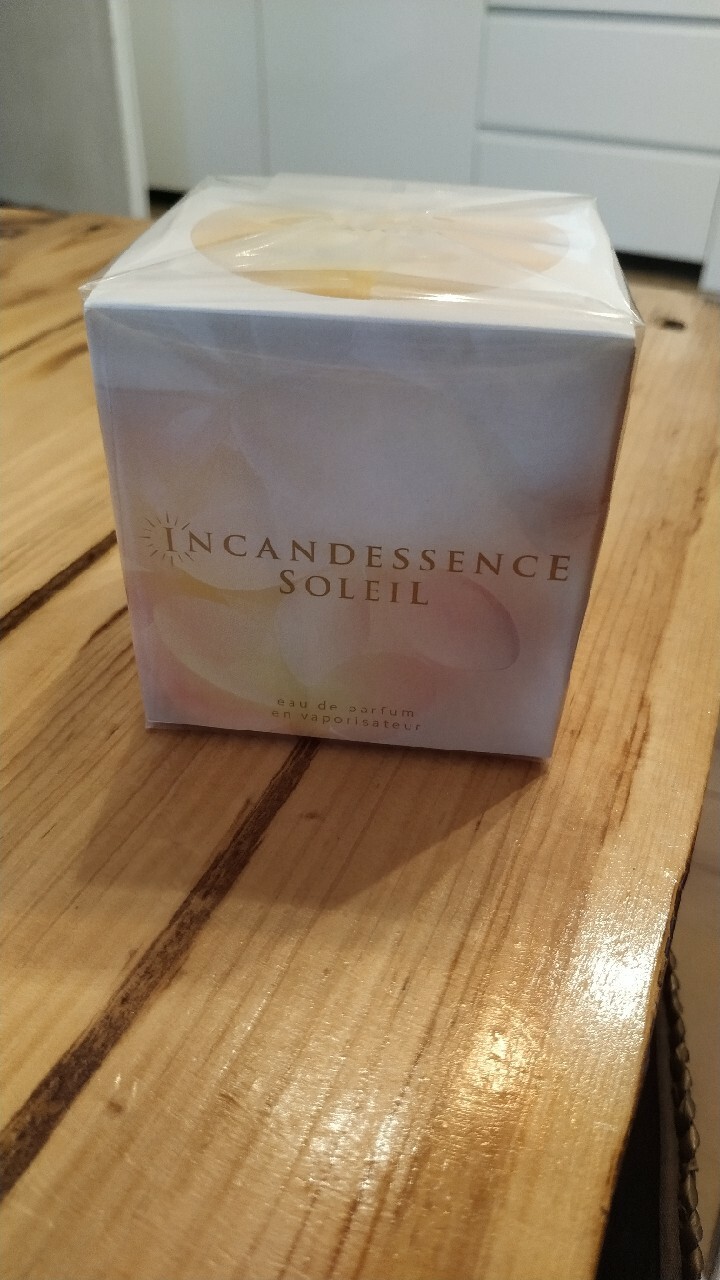 INCANDESSENCE
SOLEIL
eau de parfum
en vaporisateur